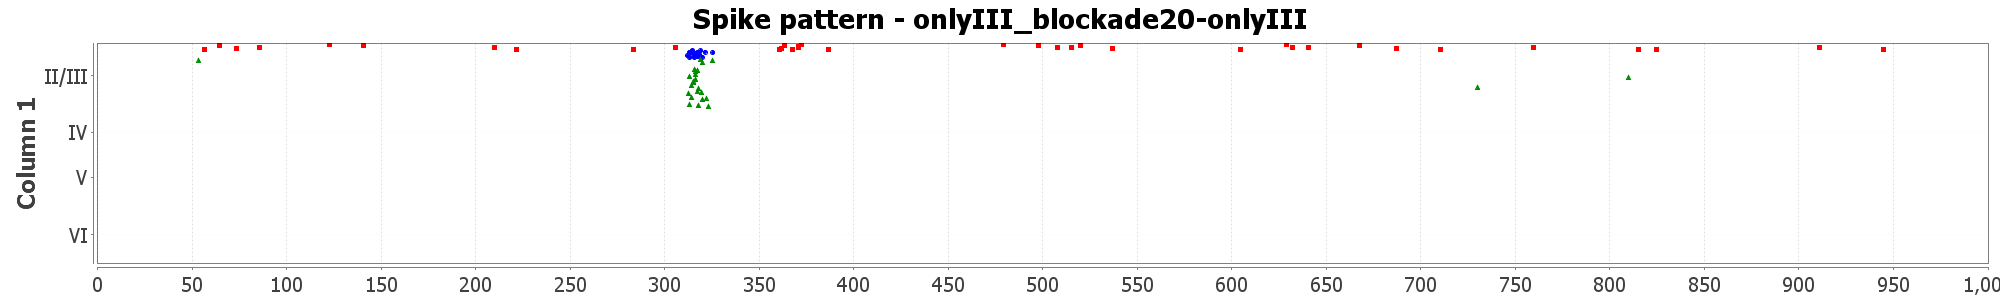 Spike pattern - onlyIII_blockade20-onlyIII
Column 1
II/III
IV
V
VI
0 50 100 150 200 250 300 350 400 450 500 550 600 650 700 750 800 850 900 950 1,00